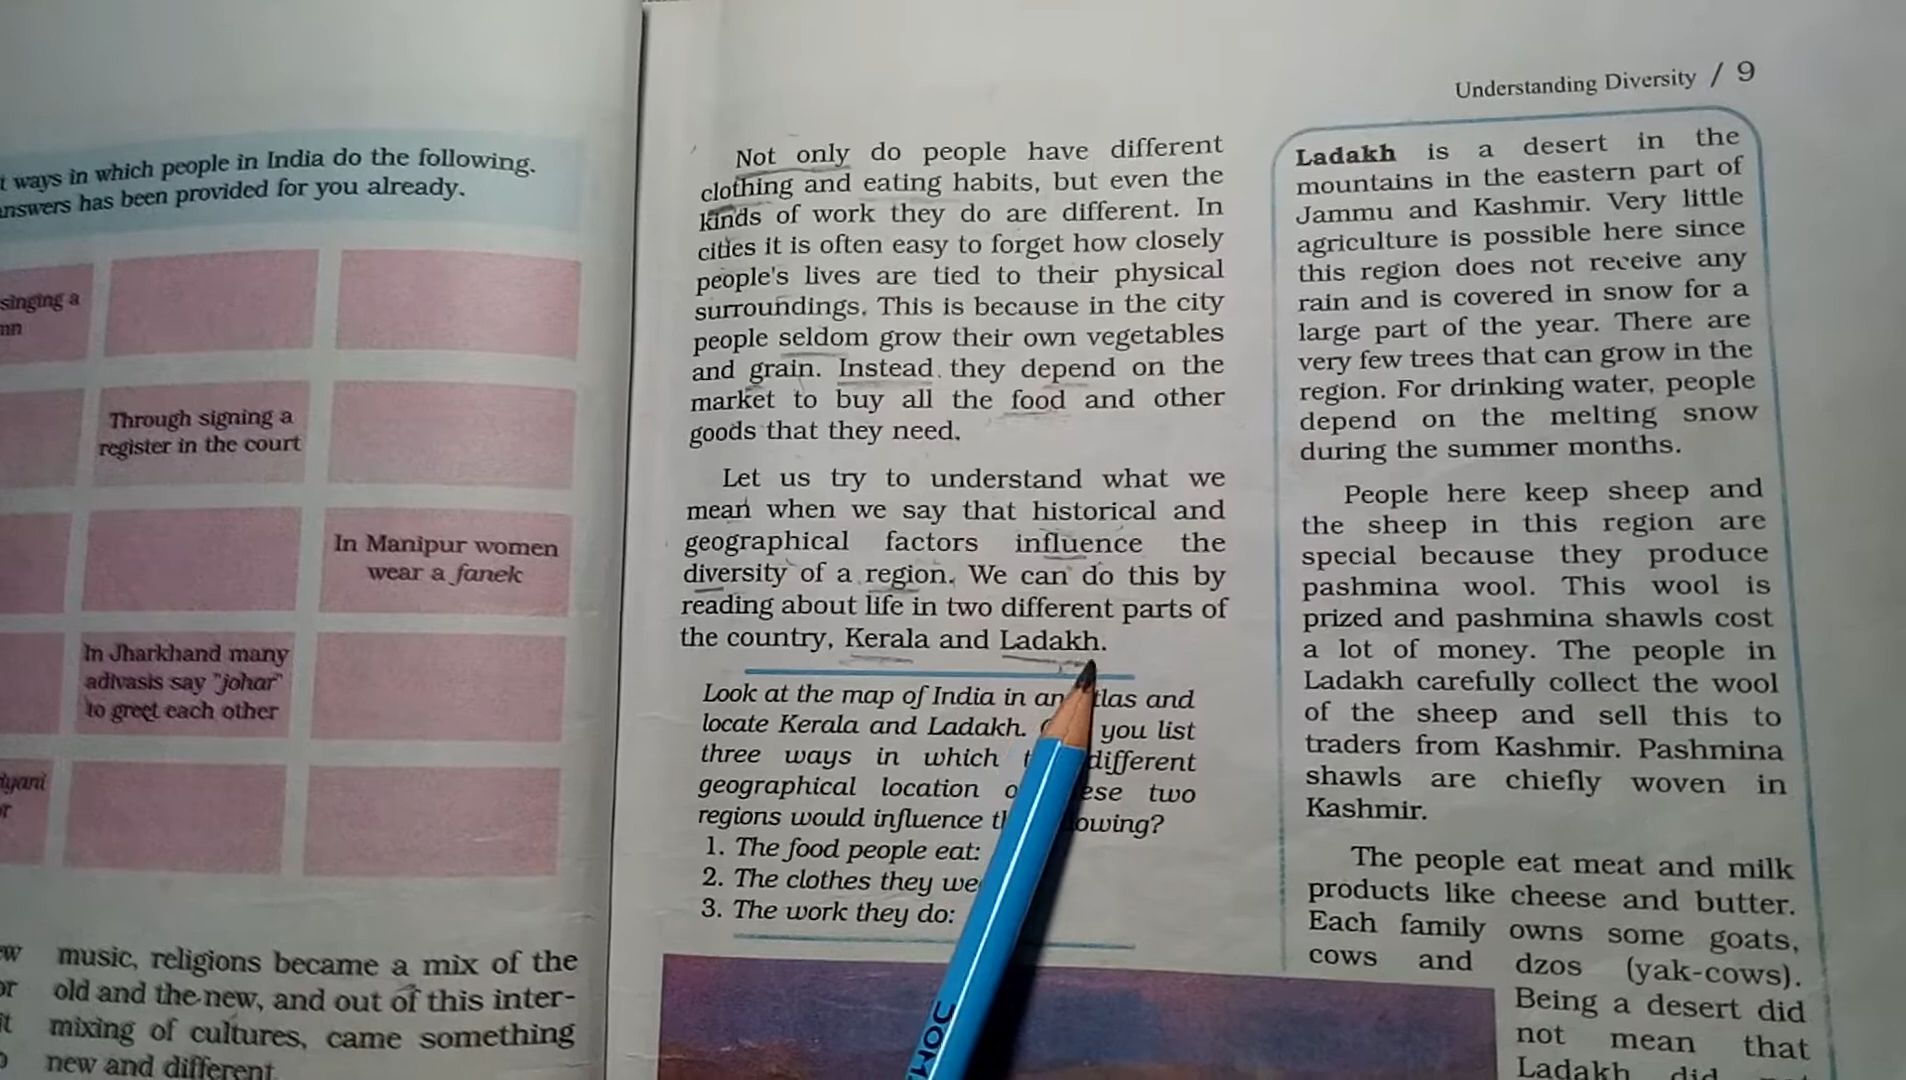 t ways in which people in India do the following.
answers has been provided for you already.
singing a
Through signing a
register in the court
In Manipur women
wear a fanek
In Jharkhand many
adivasis say "johar"
to greet each other
music, religions became a mix of the
old and the new, and out of this inter-
mixing of cultures, came something
new and different.
Understanding Diversity / 9
Not only do people have different
clothing and eating habits, but even the
kinds of work they do are different. In
cities it is often easy to forget how closely
people's lives are tied to their physical
surroundings. This is because in the city
people seldom grow their own vegetables
and grain. Instead they depend on the
market to buy all the food and other
goods that they need.
Let us try to understand what we
mean when we say that historical and
geographical factors influence the
diversity of a region. We can do this by
reading about life in two different parts of
the country, Kerala and Ladakh.
Look at the map of India in an tlas and
locate Kerala and Ladakh. you list
three ways in which different
geographical location two
regions would influence owing?
1. The food people eat:
2. The clothes they we
3. The work they do:
Ladakh is a desert in the
mountains in the eastern part of
Jammu and Kashmir. Very little
agriculture is possible here since
this region does not receive any
rain and is covered in snow for a
large part of the year. There are
very few trees that can grow in the
region. For drinking water, people
depend on the melting snow
during the summer months.
People here keep sheep and
the sheep in this region are
special because they produce
pashmina wool. This wool is
prized and pashmina shawls cost
a lot of money. The people in
Ladakh carefully collect the wool
of the sheep and sell this to
traders from Kashmir. Pashmina
shawls are chiefly woven in
Kashmir.
The people eat meat and milk
products like cheese and butter.
Each family owns some goats,
cows and dzos (yak-cows).
Being a desert did
not mean that
Ladakh did not